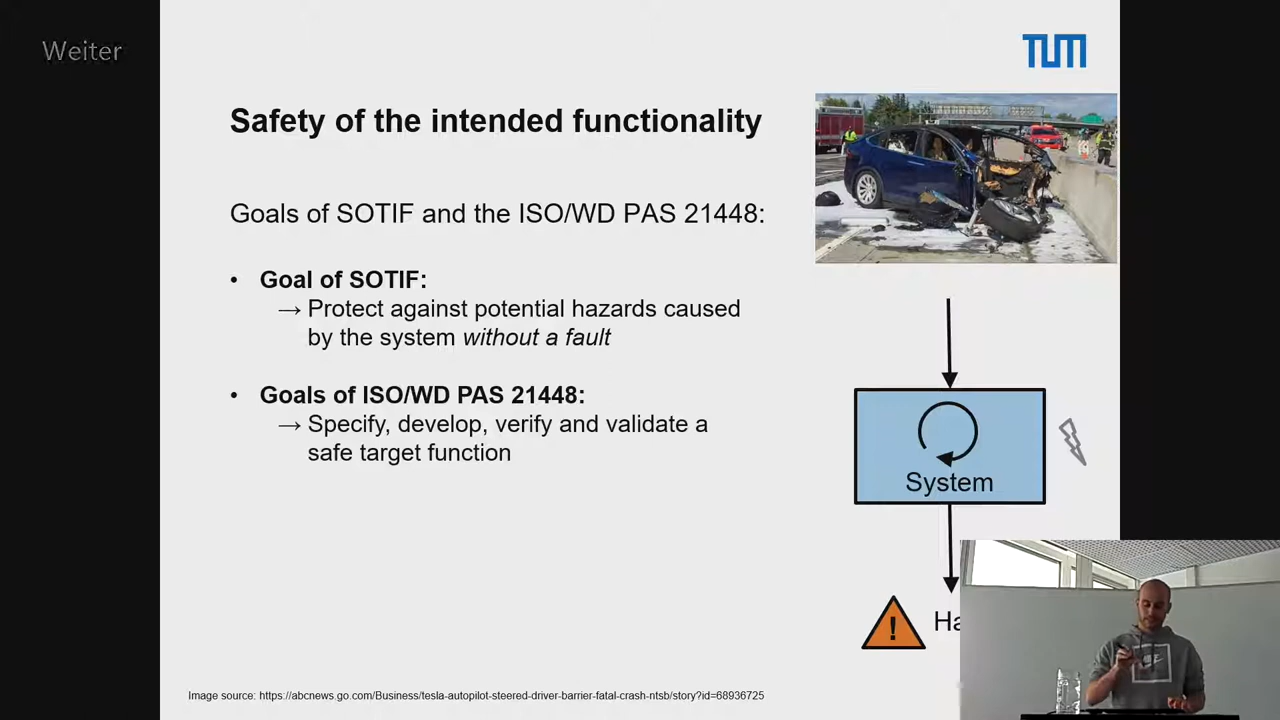 Weiter
TUM
Safety of the intended functionality
Goals of SOTIF and the ISO/WD PAS 21448:
• Goal of SOTIF:
→ Protect against potential hazards caused
by the system without a fault
• Goals of ISO/WD PAS 21448:
→ Specify, develop, verify and validate a
safe target function
System
!
Ha
Image source: https://abcnews.go.com/Business/tesla-autopilot-steered-driver-barrier-fatal-crash-ntsb/story?id=68936725